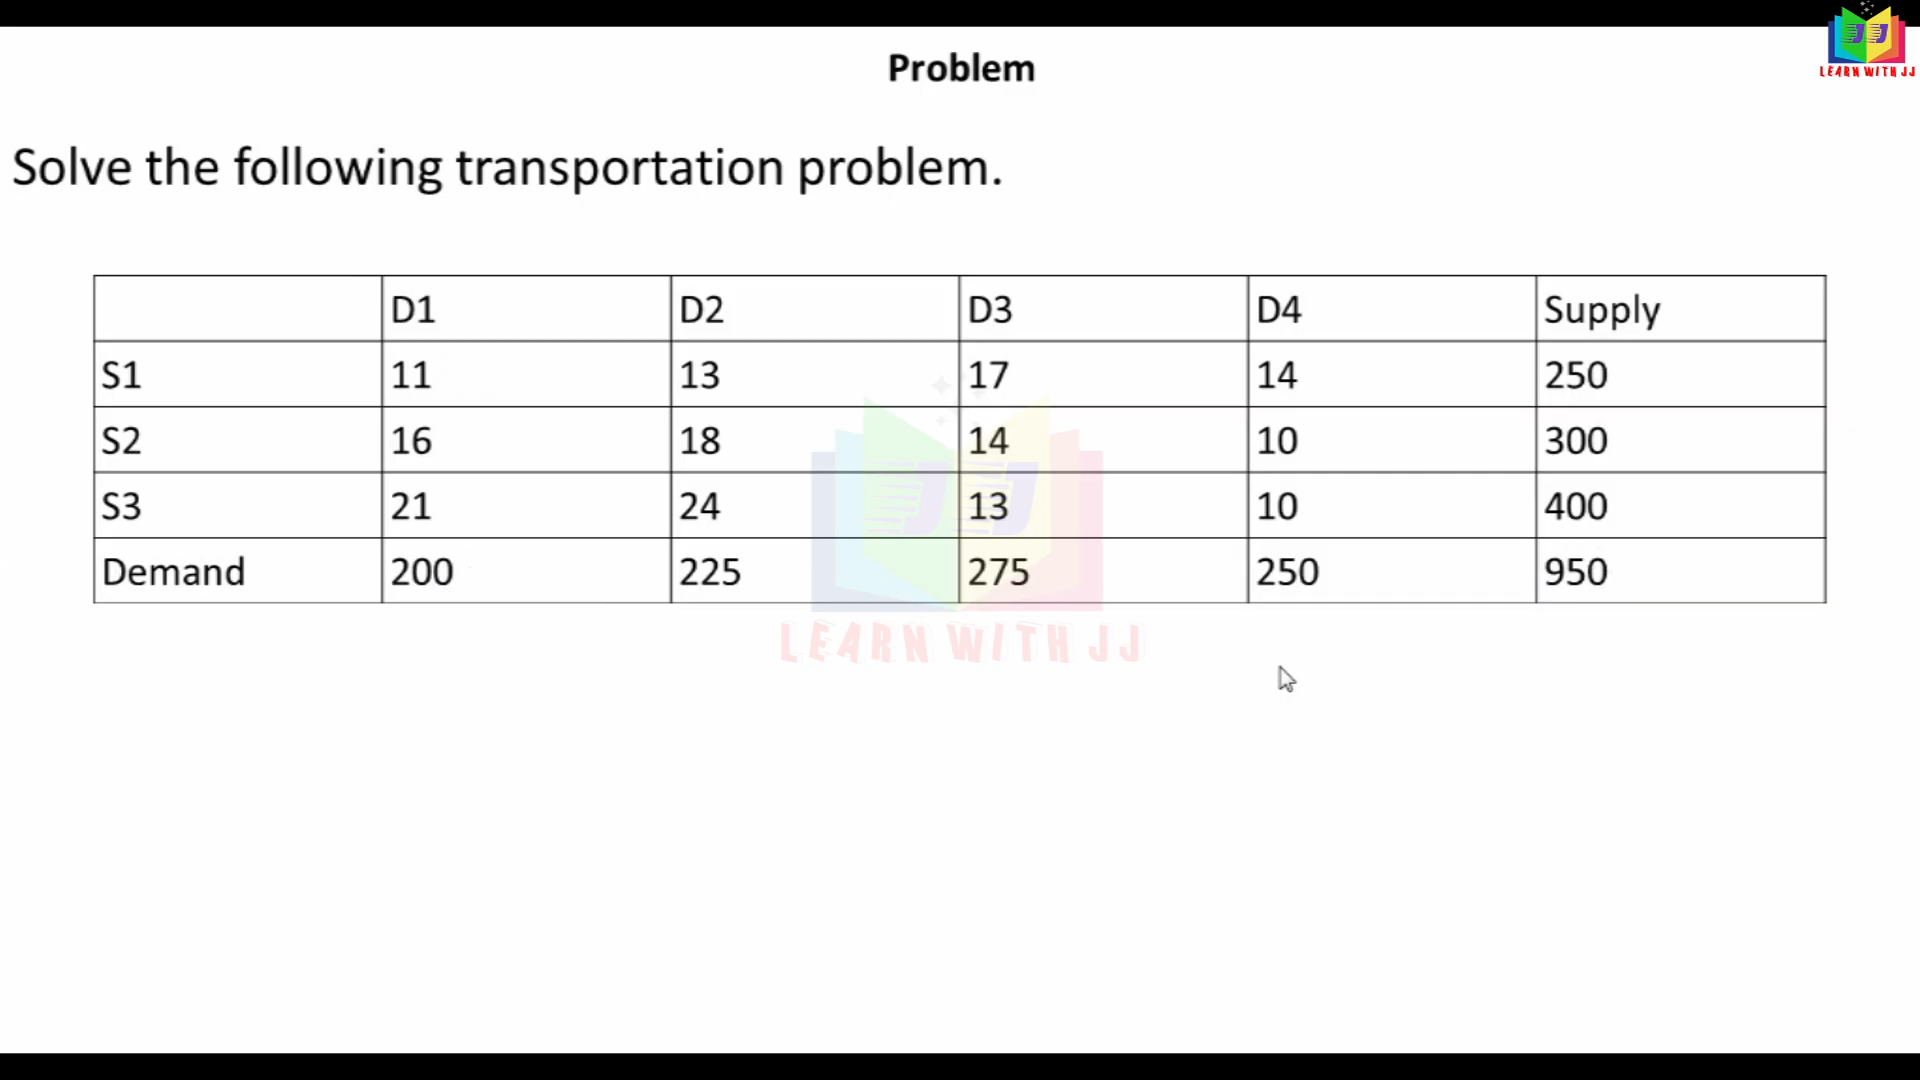 LEARN WITH JJ
Problem
Solve the following transportation problem.
D1 D2 D3 D4 Supply
S1 11 13 17 14 250
S2 16 18 14 10 300
S3 21 24 13 10 400
Demand 200 225 275 250 950
JJ
LEARN WITH JJ